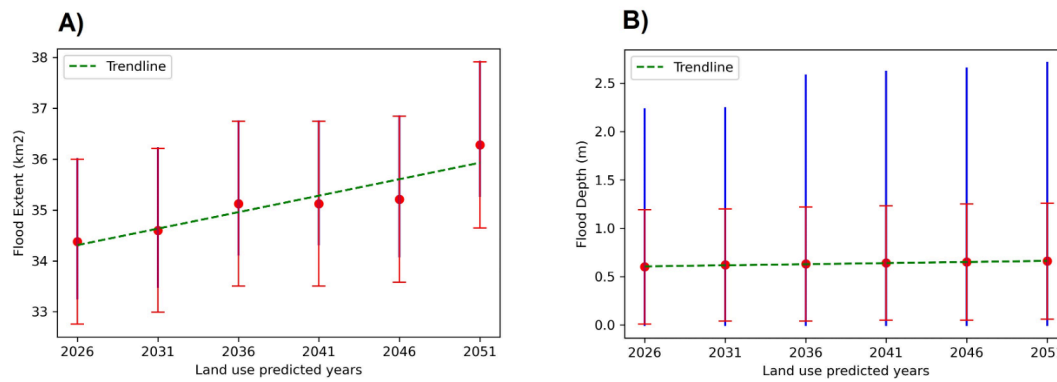 A)
38
37
36
35
34
33
Flood Extent (km2)
Trendline
2026 2031 2036 2041 2046 2051
Land use predicted years
B)
2.5
2.0
1.5
1.0
0.5
0.0
Flood Depth (m)
Trendline
2026 2031 2036 2041 2046 205
Land use predicted years